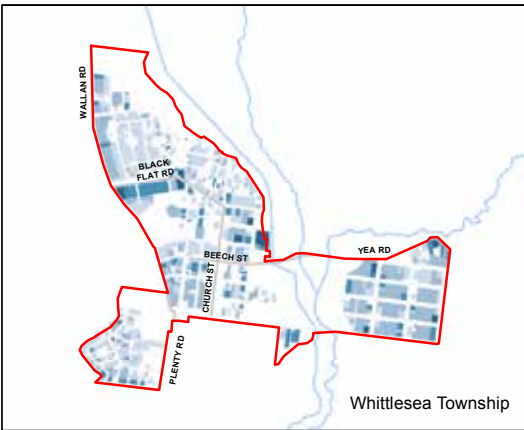 WALLAN RD
BLACK
FLAT RD
BEECH ST
YEA RD
CHURCH ST
PLENTY RD
Whittlesea Township